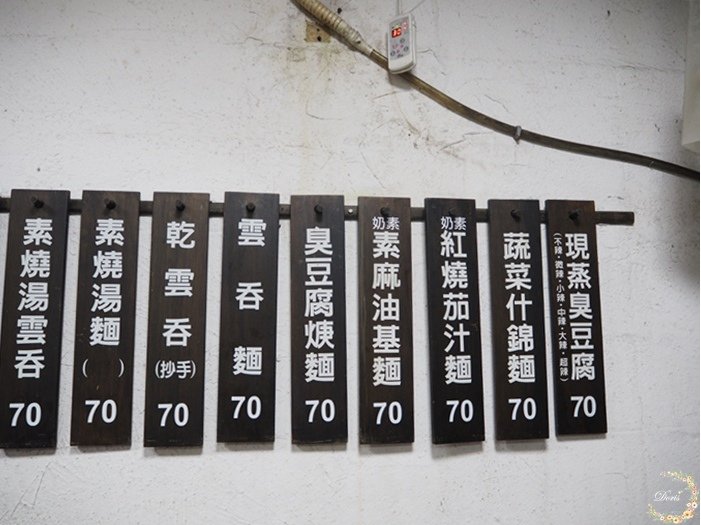 現蒸臭豆腐
(不辣・微辣・小辣・中辣・大辣・超辣)
70
蔬菜什錦麵
70
奶素
紅燒茄汁麵
70
奶素
素麻油基麵
70
臭豆腐焿麵
70
雲吞麵
70
乾雲吞
(抄手)
70
素燒湯麵
(　)
70
素燒湯雲吞
70
Doris